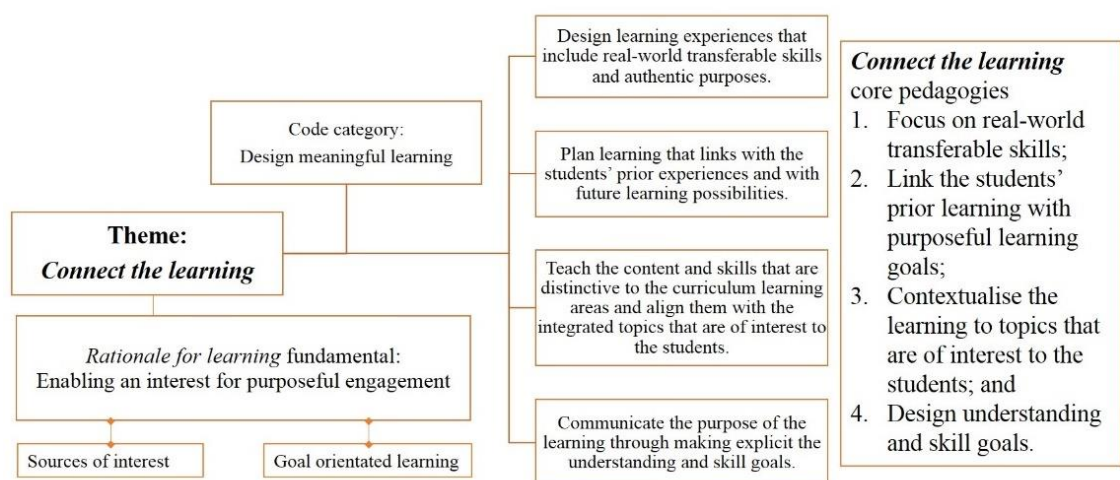 Code category:
Design meaningful learning
Theme:
Connect the learning
Rationale for learning fundamental:
Enabling an interest for purposeful engagement
Sources of interest
Goal orientated learning
Design learning experiences that
include real-world transferable skills
and authentic purposes.
Plan learning that links with the
students’ prior experiences and with
future learning possibilities.
Teach the content and skills that are
distinctive to the curriculum learning
areas and align them with the
integrated topics that are of interest to
the students.
Communicate the purpose of the
learning through making explicit the
understanding and skill goals.
Connect the learning
core pedagogies
1. Focus on real-world
transferable skills;
2. Link the students’
prior learning with
purposeful learning
goals;
3. Contextualise the
learning to topics that
are of interest to the
students; and
4. Design understanding
and skill goals.